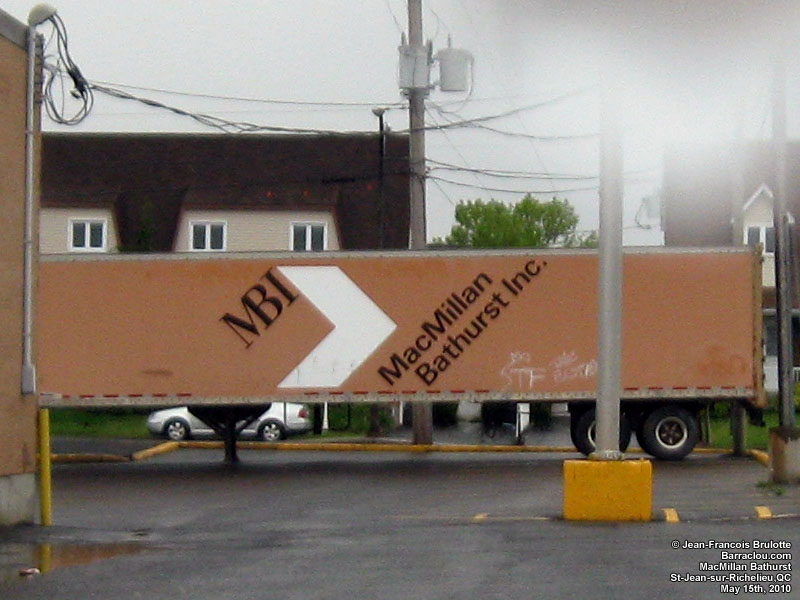 MBI
MacMillan
Bathurst Inc.
STF
© Jean-Francois Brulotte
Barraclou.com
MacMillan Bathurst
St-Jean-sur-Richelieu,QC
May 15th, 2010